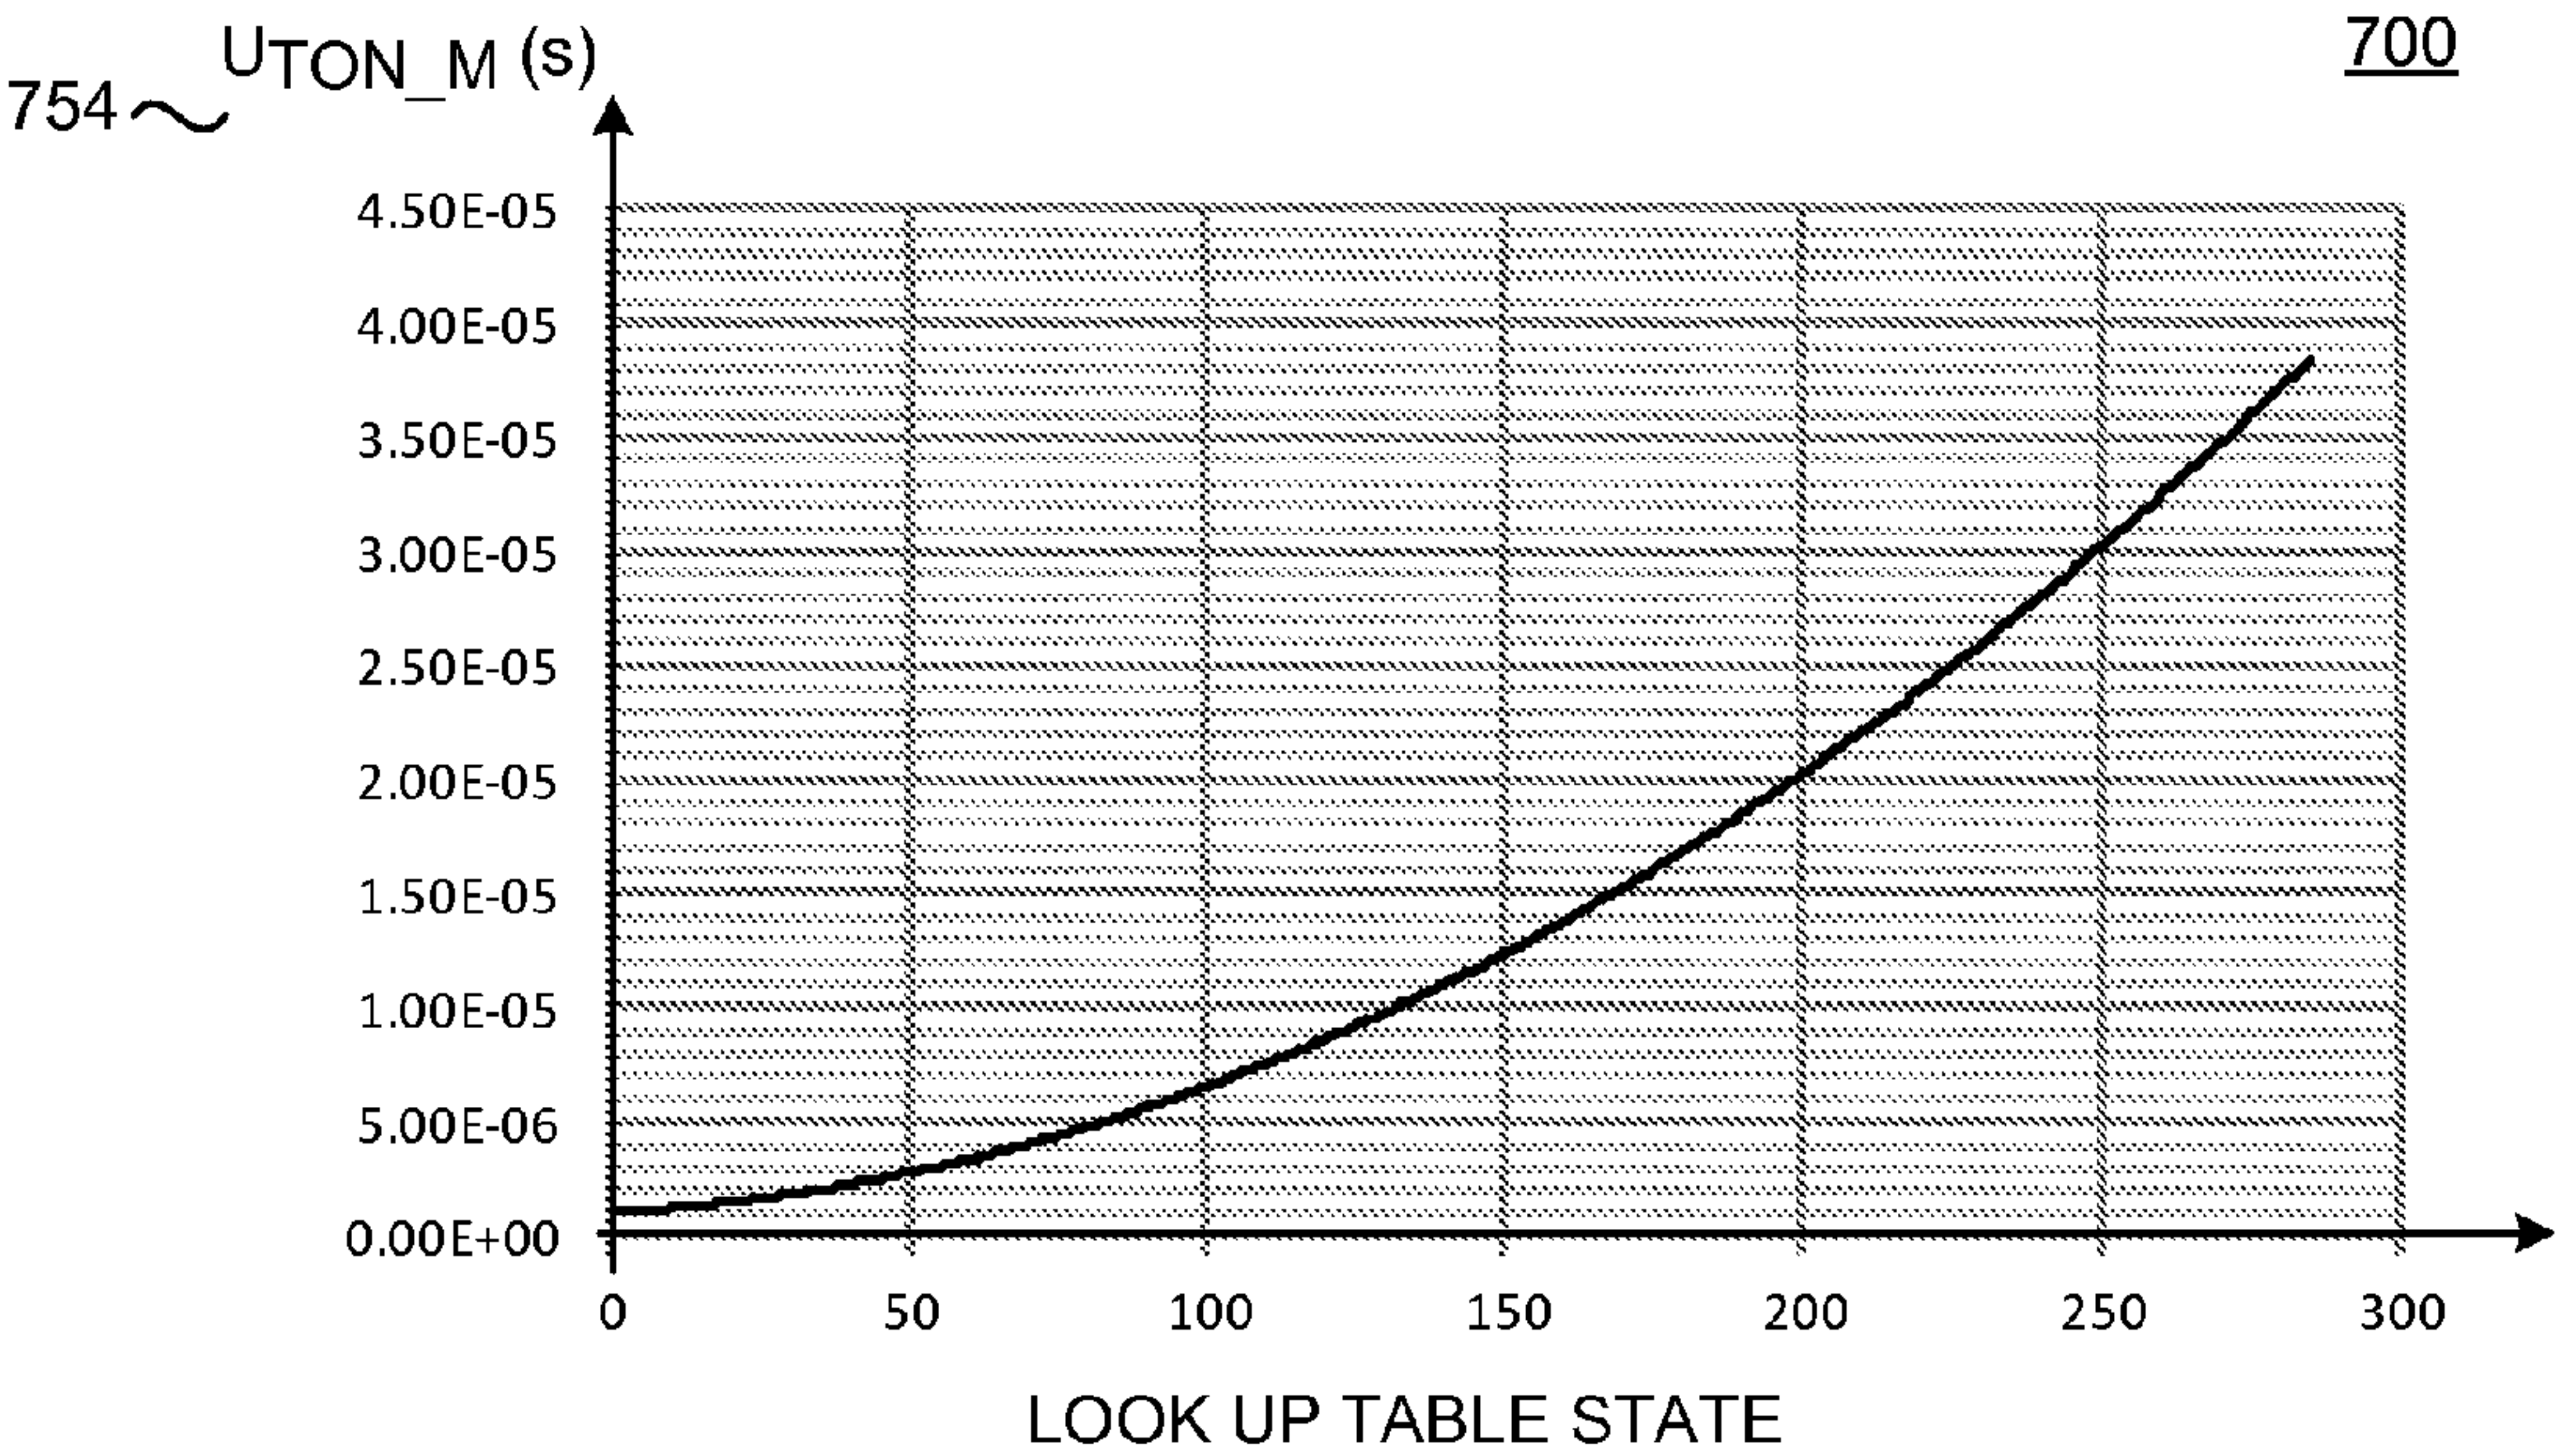 700
UTON_M (s)
754
4.50E-05
4.00E-05
3.50E-05
3.00E-05
2.50E-05
2.00E-05
1.50E-05
1.00E-05
5.00E-06
0.00E+00
0 50 100 150 200 250 300
LOOK UP TABLE STATE